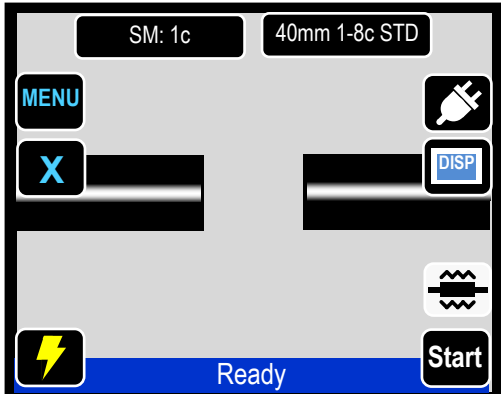 SM: 1c
40mm 1-8c STD
MENU
X
DISP
Start
Ready